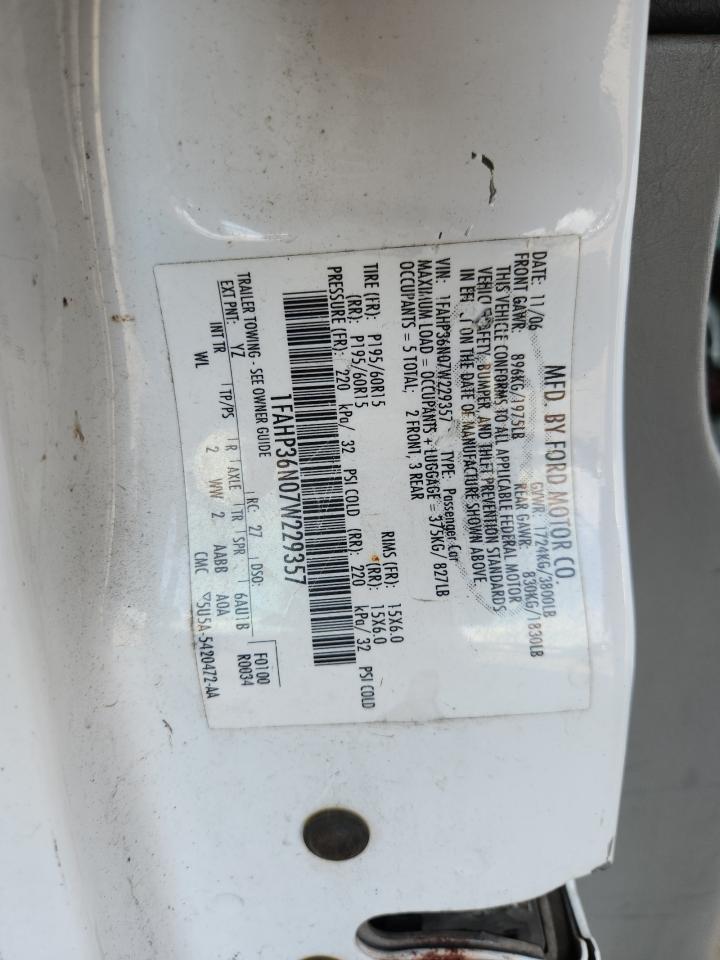 MFD. BY FORD MOTOR CO.
DATE: 11/06 GVWR: 1724KG/3800LB
FRONT GAWR: 896KG/1975LB REAR GAWR: 830KG/1830LB
THIS VEHICLE CONFORMS TO ALL APPLICABLE FEDERAL MOTOR
SAFETY, BUMPER, AND THEFT PREVENTION STANDARDS
IN ON THE DATE OF MANUFACTURE SHOWN ABOVE.
VIN: 1FAHP36N07W229357 TYPE: Passenger Car
MAXIMUM LOAD = OCCUPANTS + LUGGAGE = 375KG/827LB
OCCUPANTS = 5 TOTAL; 2 FRONT, 3 REAR
TIRE (FR): P195/60R15 RIMS (FR): 15X6.0
(RR): P195/60R15 (RR): 15X6.0
PRESSURE (FR): 220 kPa/ 32 PSI COLD (RR): 220 kPa/ 32 PSI COLD
1FAHP36N07W229357
TRAILER TOWING - SEE OWNER GUIDE F0100
EXT PNT: YZ RC: 27 DSO: R0034
INT TR TP/PS R AXLE TR SPR 6AU1B
WL 2 WW 2 AABB A0A
CMC 5U5A-5420472-AA